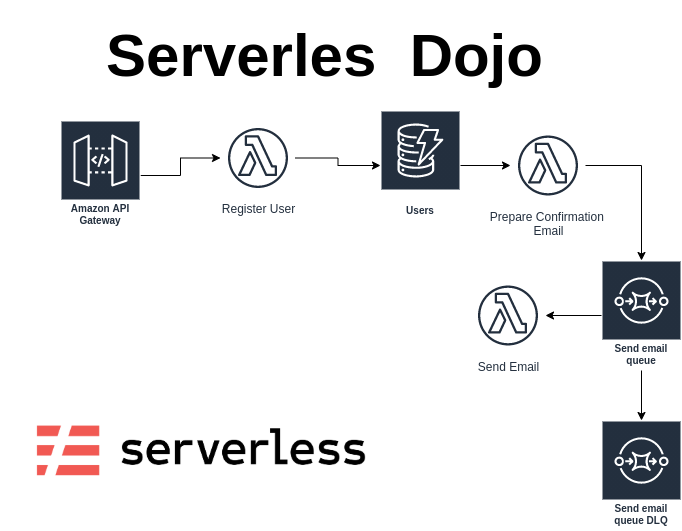 Serverles Dojo
Amazon API
Gateway
Register User
Users
Prepare Confirmation
Email
Send Email
Send email
queue
Send email
queue DLQ
serverless